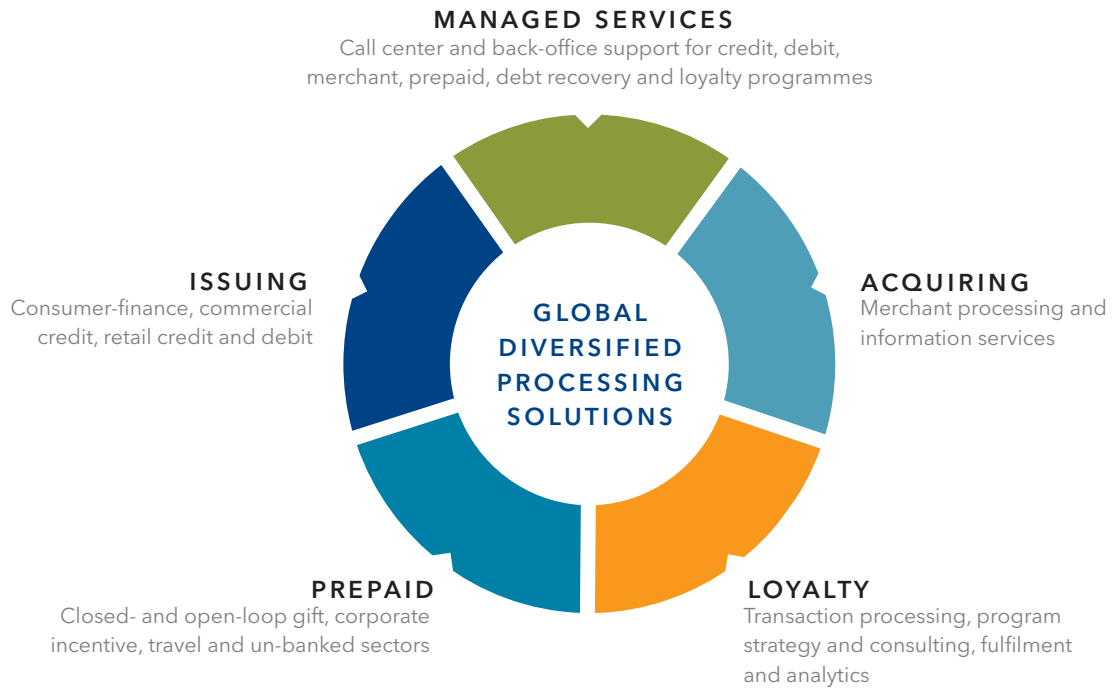 MANAGED SERVICES
Call center and back-office support for credit, debit,
merchant, prepaid, debt recovery and loyalty programmes
ISSUING
Consumer-finance, commercial
credit, retail credit and debit
ACQUIRING
Merchant processing and
information services
GLOBAL
DIVERSIFIED
PROCESSING
SOLUTIONS
PREPAID
Closed- and open-loop gift, corporate
incentive, travel and un-banked sectors
LOYALTY
Transaction processing, program
strategy and consulting, fulfilment
and analytics